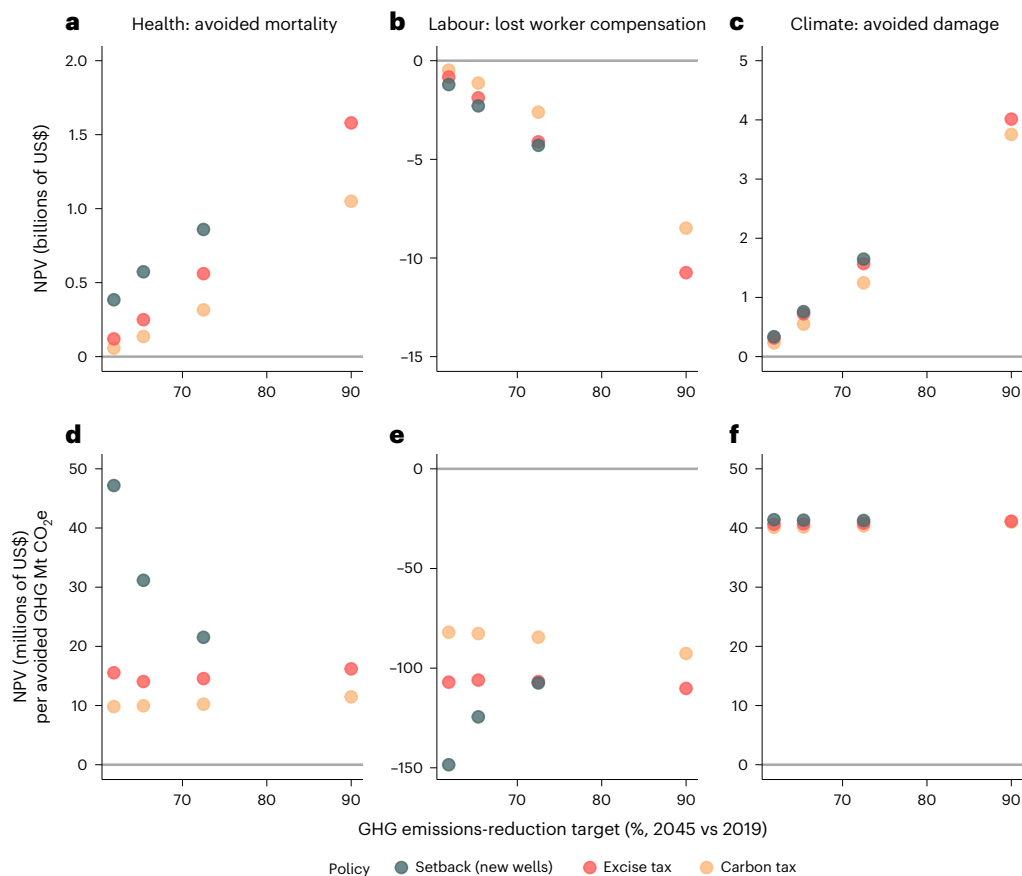 a Health: avoided mortality
b Labour: lost worker compensation
c Climate: avoided damage
NPV (billions of US$)
2.0
1.5
1.0
0.5
0
70 80 90
0
−5
−10
−15
70 80 90
5
4
3
2
1
0
70 80 90
d
e
f
NPV (millions of US$)
per avoided GHG Mt CO₂e
50
40
30
20
10
0
70 80 90
0
−50
−100
−150
70 80 90
50
40
30
20
10
0
70 80 90
GHG emissions-reduction target (%, 2045 vs 2019)
Policy Setback (new wells) Excise tax Carbon tax